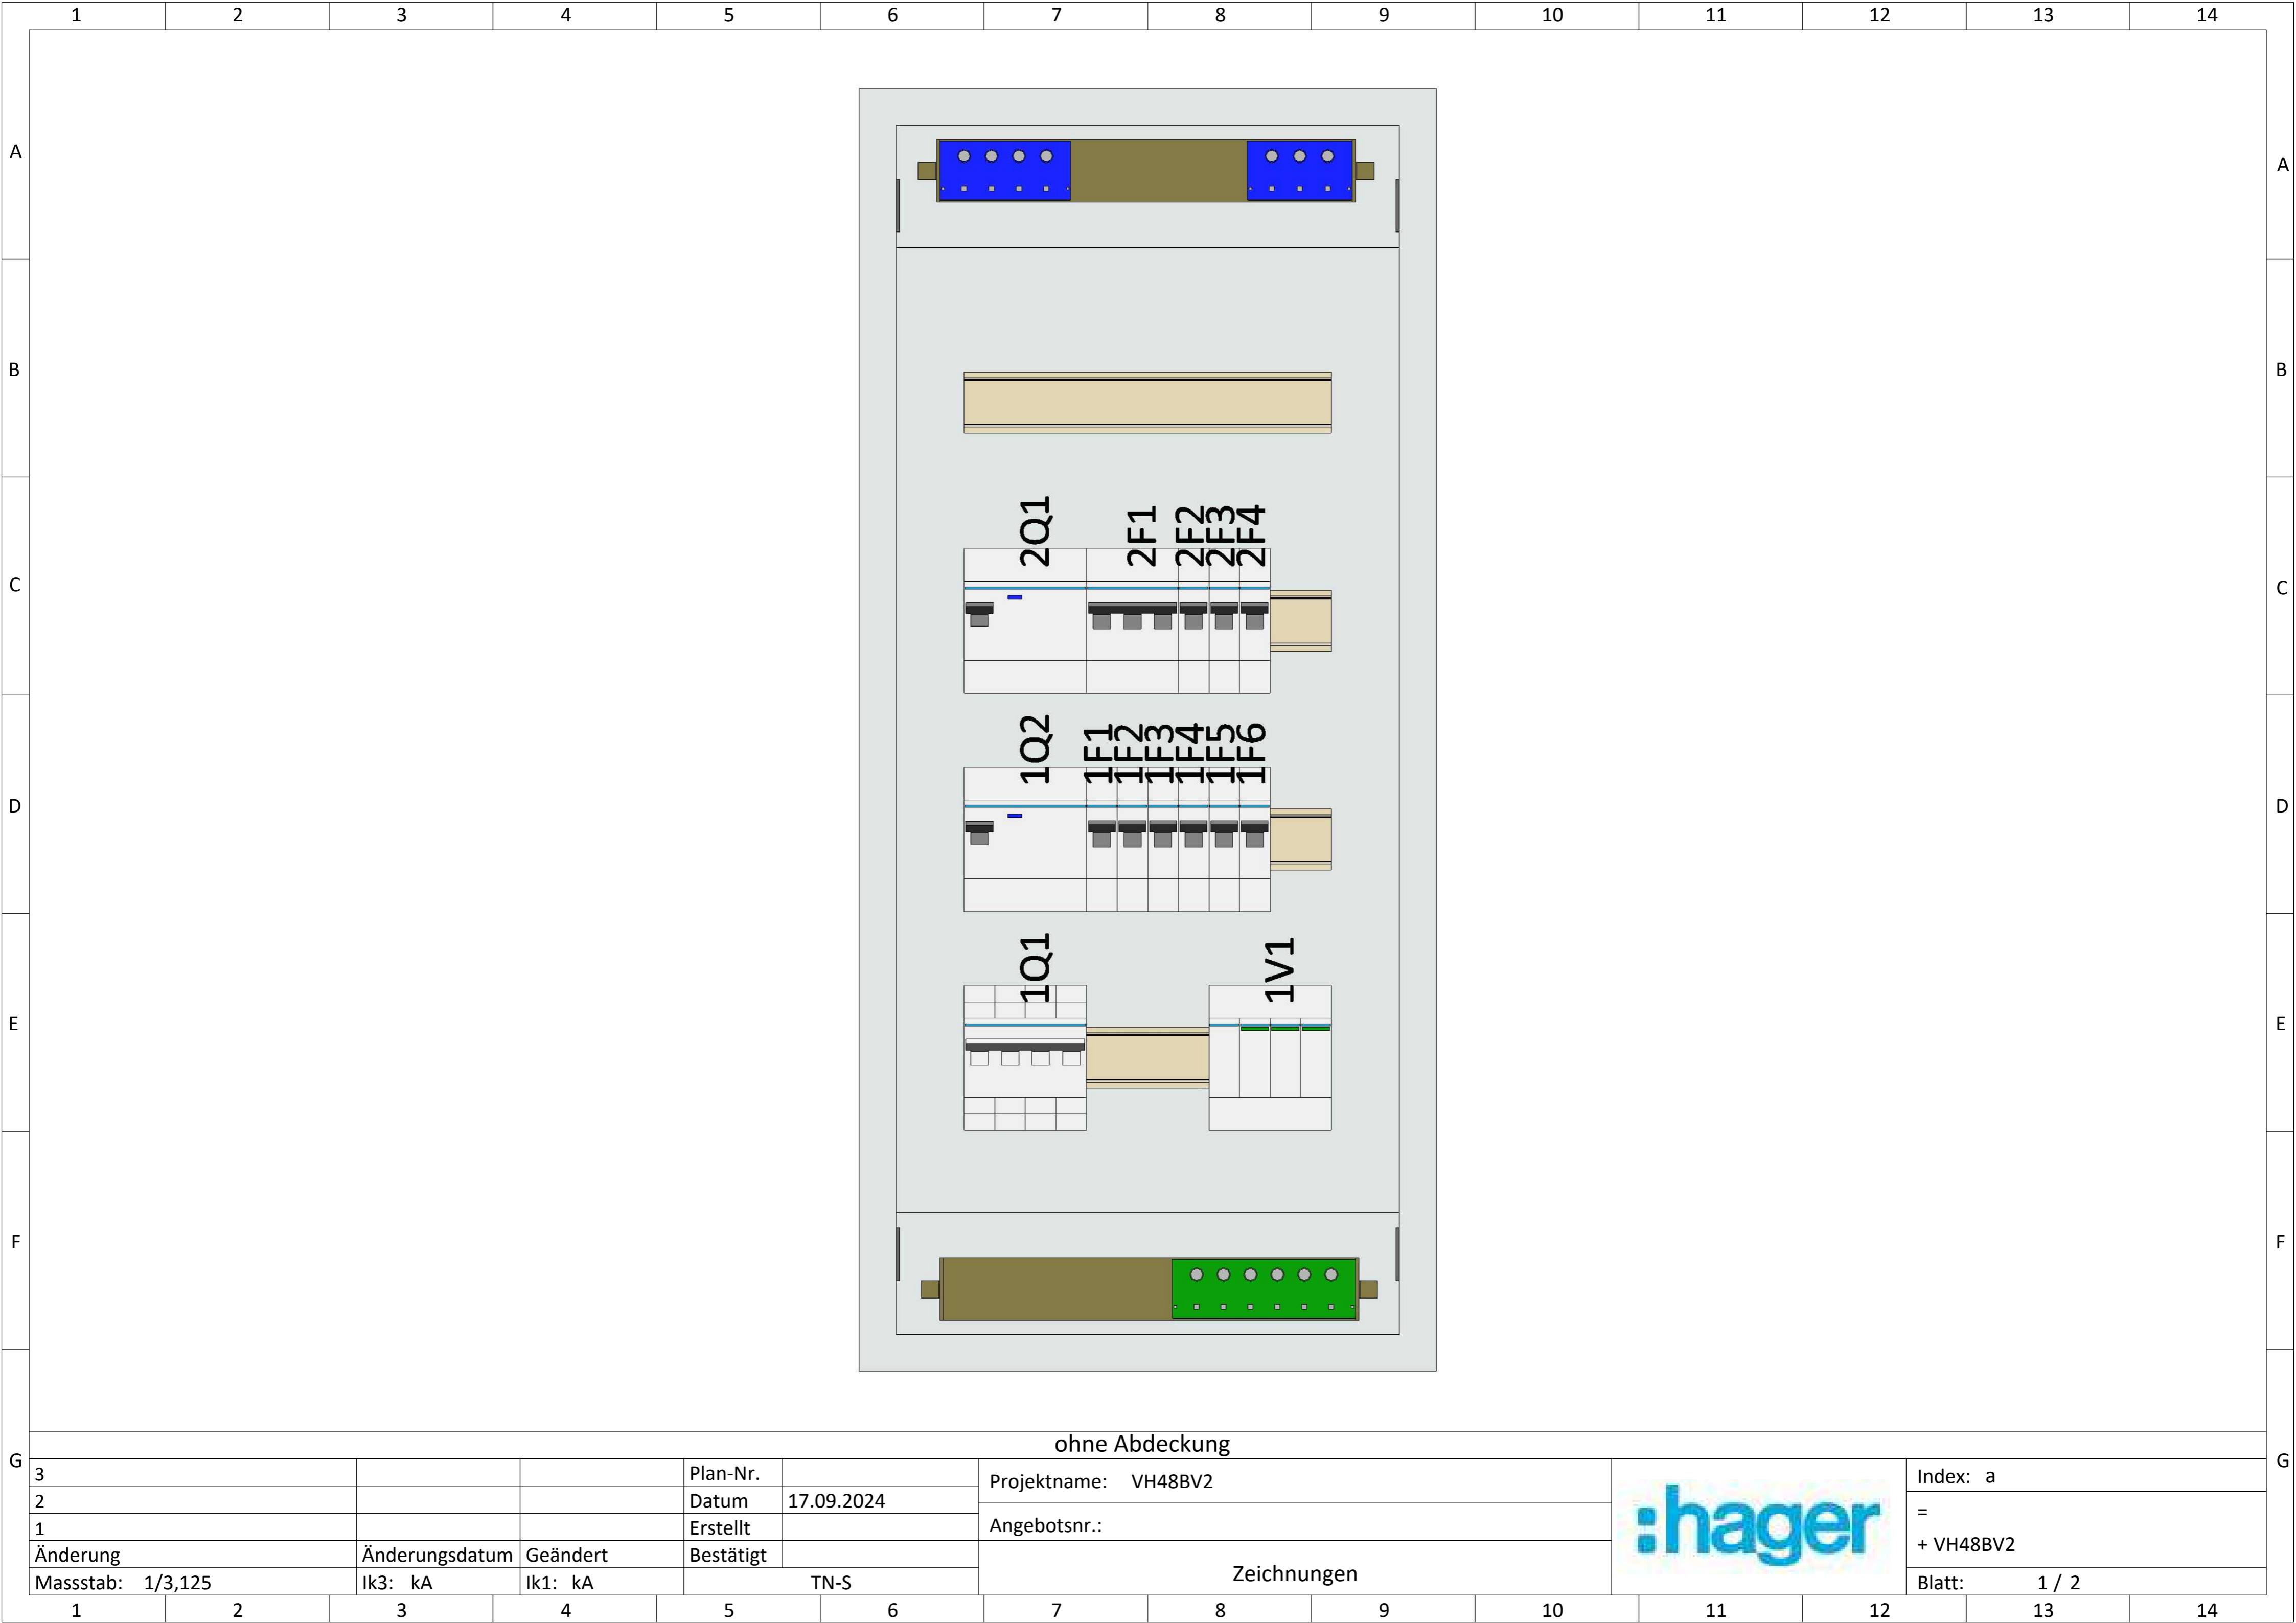 1 2 3 4 5 6 7 8 9 10 11 12 13 14
A A
B B
2Q1 2F1 2F2 2F3 2F4
C C
1Q2 1F1 1F2 1F3 1F4 1F5 1F6
D D
1Q1 1V1
E E
F F
ohne Abdeckung
G G
3 Plan-Nr. Projektname: VH48BV2 :hager Index: a
2 Datum 17.09.2024
1 Erstellt Angebotsnr.: =
Änderung Änderungsdatum Geändert Bestätigt + VH48BV2
Massstab: 1/3,125 Ik3: kA Ik1: kA TN-S Zeichnungen Blatt: 1 / 2
1 2 3 4 5 6 7 8 9 10 11 12 13 14